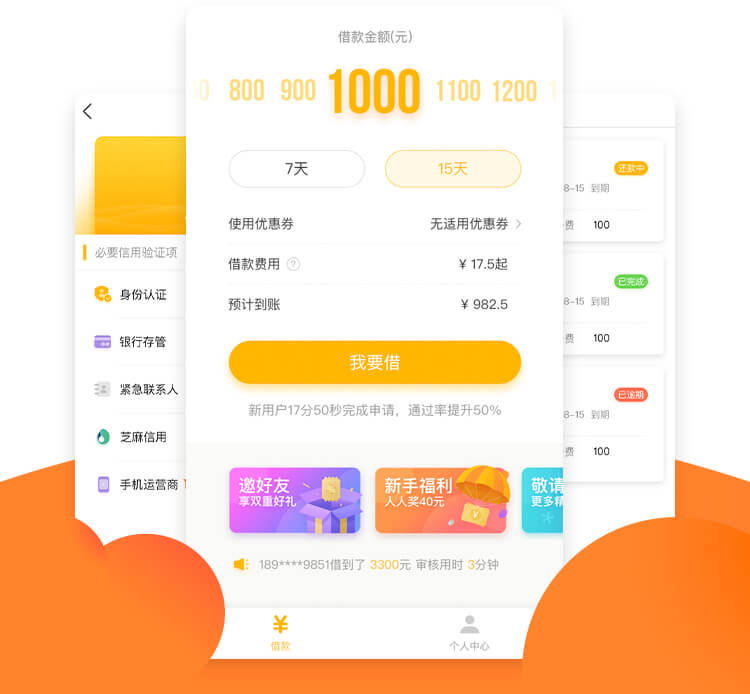 借款金额(元)
800 900 1000 1100 1200
7天 15天
使用优惠券 无适用优惠券
借款费用 ? ¥ 17.5起
预计到账 ¥ 982.5
我要借
新用户17分50秒完成申请，通过率提升50%
邀好友
享双重好礼
新手福利
人人奖40元
敬请
更多精
189****9851借到了 3300元 审核用时 3分钟
借款
个人中心
必要信用验证项
身份认证
银行存管
紧急联系人
芝麻信用
手机运营商
还款中
8-15 到期
费 100
已完成
8-15 到期
费 100
已逾期
8-15 到期
费 100